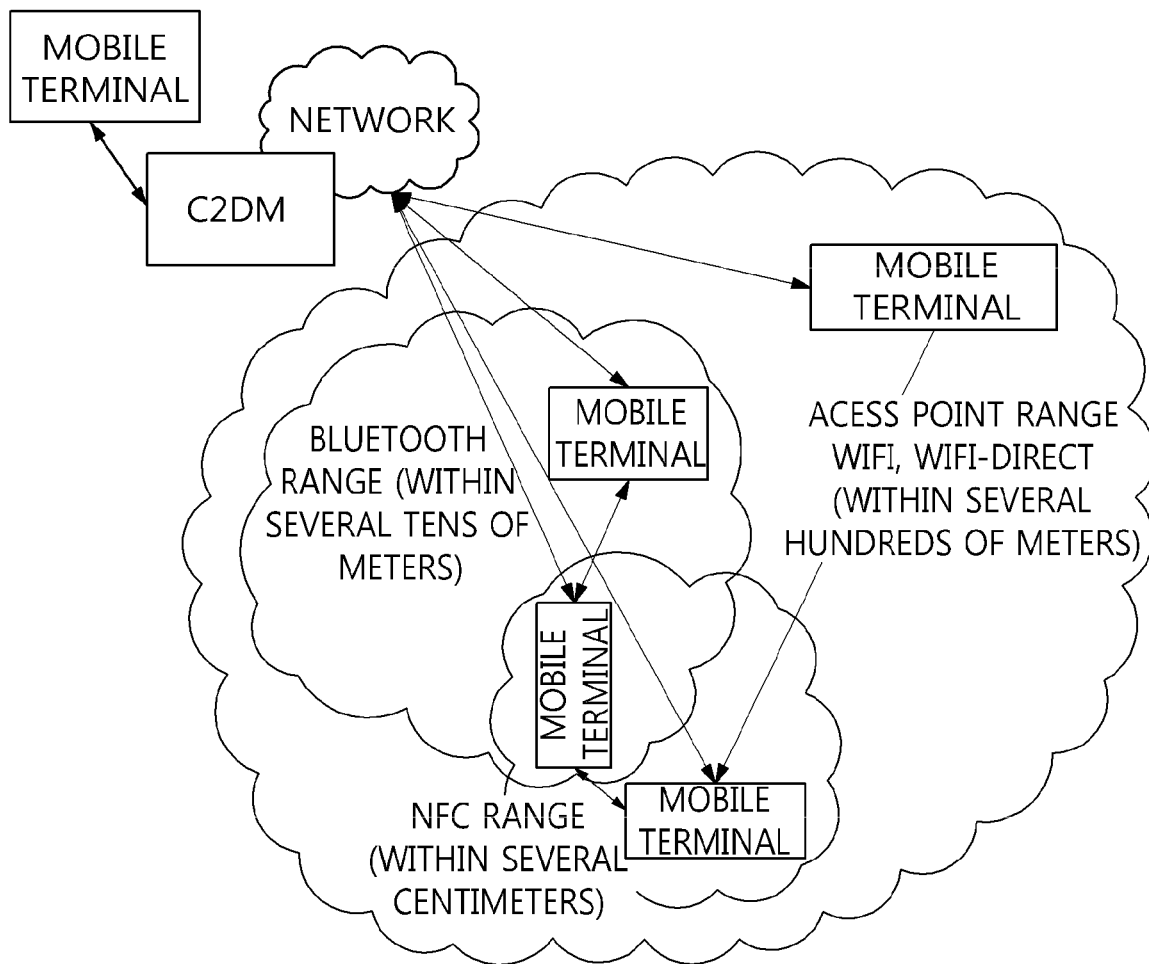 MOBILE
TERMINAL
NETWORK
C2DM
MOBILE
TERMINAL
MOBILE
TERMINAL
BLUETOOTH
RANGE (WITHIN
SEVERAL TENS OF
METERS)
ACESS POINT RANGE
WIFI, WIFI-DIRECT
(WITHIN SEVERAL
HUNDREDS OF METERS)
MOBILE
TERMINAL
MOBILE
TERMINAL
NFC RANGE
(WITHIN SEVERAL
CENTIMETERS)